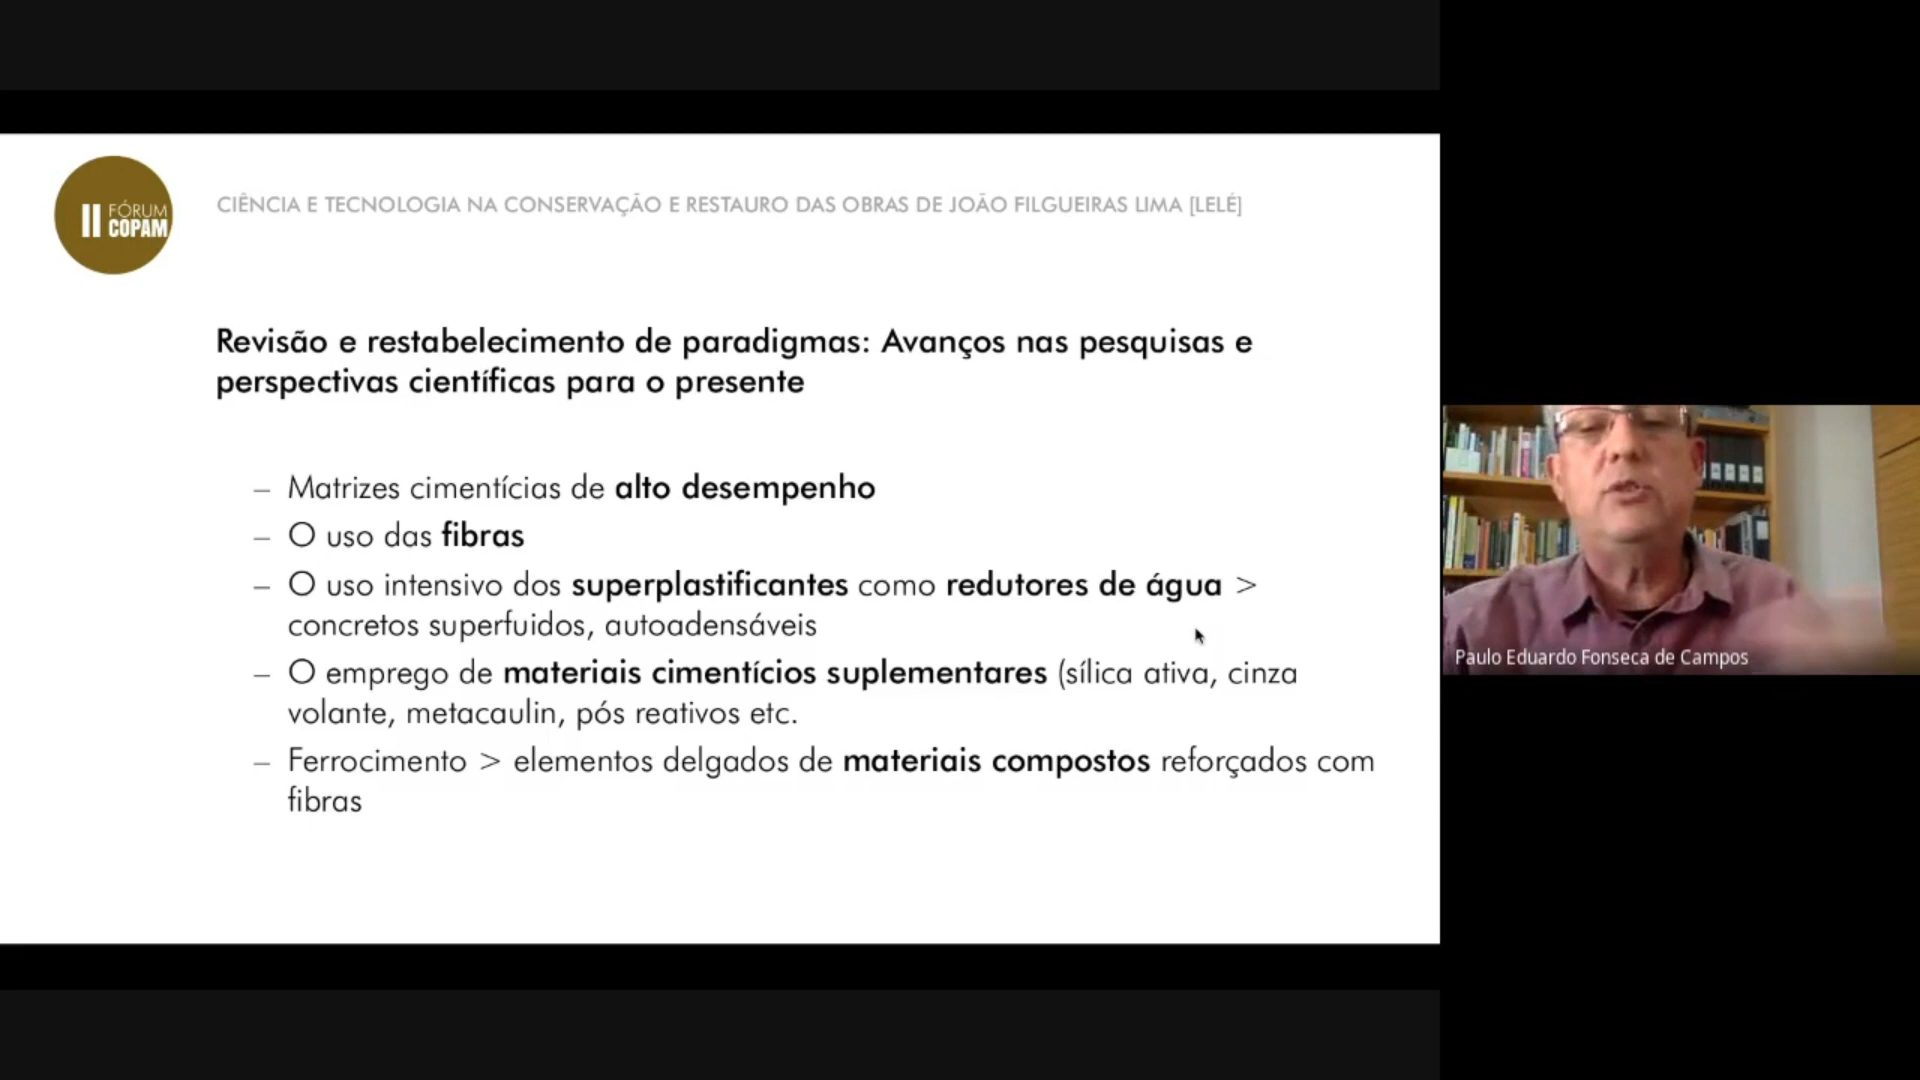 II FÓRUM
COPAM
CIÊNCIA E TECNOLOGIA NA CONSERVAÇÃO E RESTAURO DAS OBRAS DE JOÃO FILGUEIRAS LIMA [LELÉ]
Revisão e restabelecimento de paradigmas: Avanços nas pesquisas e
perspectivas científicas para o presente
– Matrizes cimentícias de alto desempenho
– O uso das fibras
– O uso intensivo dos superplastificantes como redutores de água >
concretos superfuidos, autoadensáveis
– O emprego de materiais cimentícios suplementares (sílica ativa, cinza
volante, metacaulin, pós reativos etc.
– Ferrocimento > elementos delgados de materiais compostos reforçados com
fibras
Paulo Eduardo Fonseca de Campos